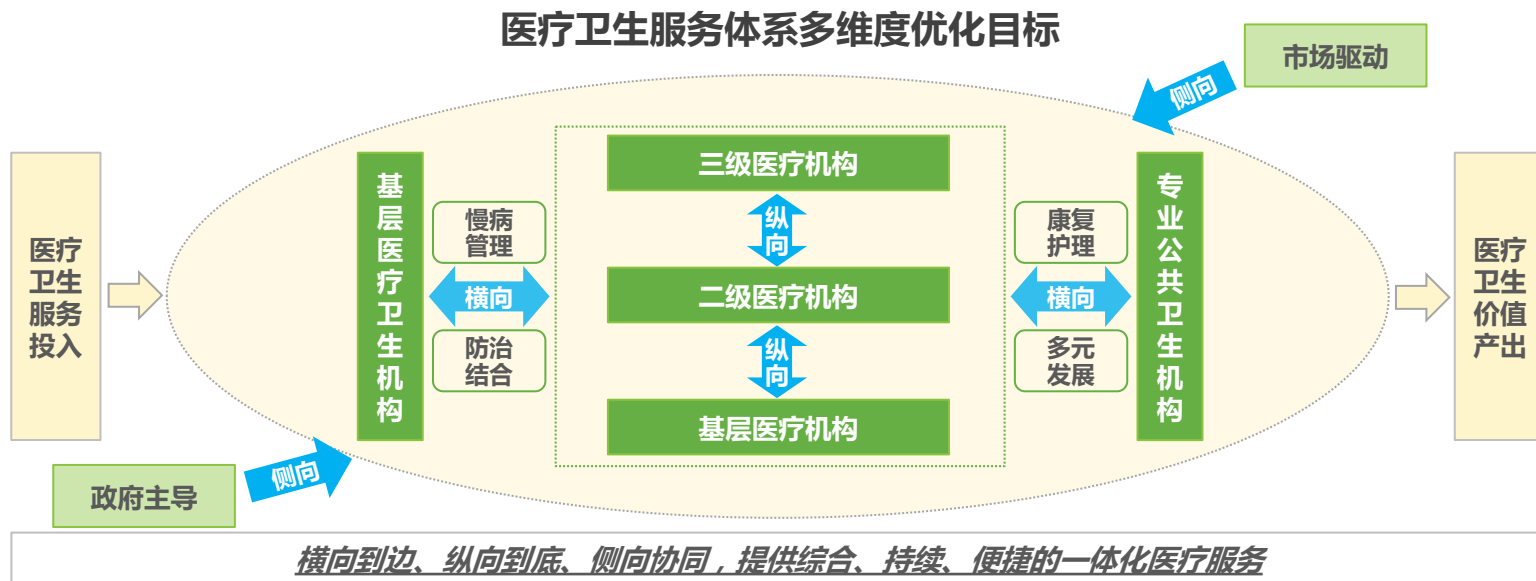 医疗卫生服务体系多维度优化目标
市场驱动
侧向
医疗
卫生
服务
投入
基
层
医
疗
卫
生
机
构
慢病
管理
横向
防治
结合
三级医疗机构
纵
向
二级医疗机构
纵
向
基层医疗机构
康复
护理
横向
多元
发展
专
业
公
共
卫
生
机
构
医疗
卫生
价值
产出
侧向
政府主导
横向到边、纵向到底、侧向协同，提供综合、持续、便捷的一体化医疗服务